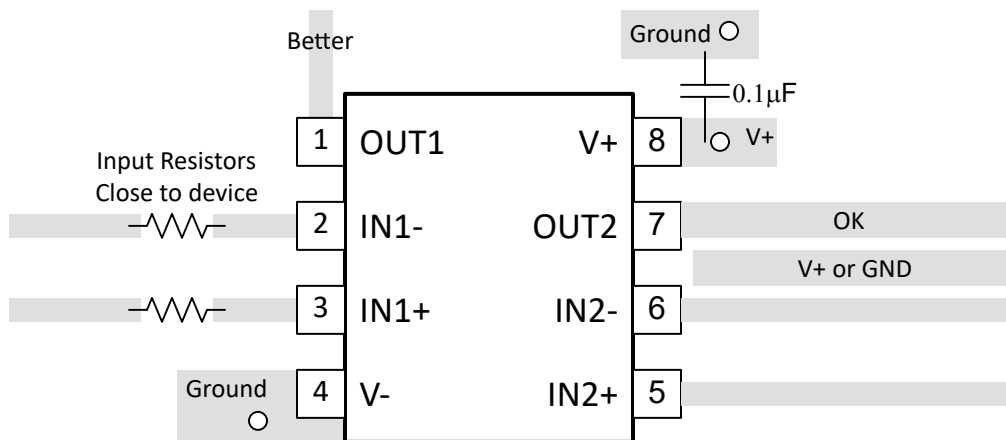 Better
Ground
0.1µF
1 OUT1
V+ 8
V+
Input Resistors
Close to device
2 IN1-
OUT2 7
OK
V+ or GND
3 IN1+
IN2- 6
Ground
4 V-
IN2+ 5